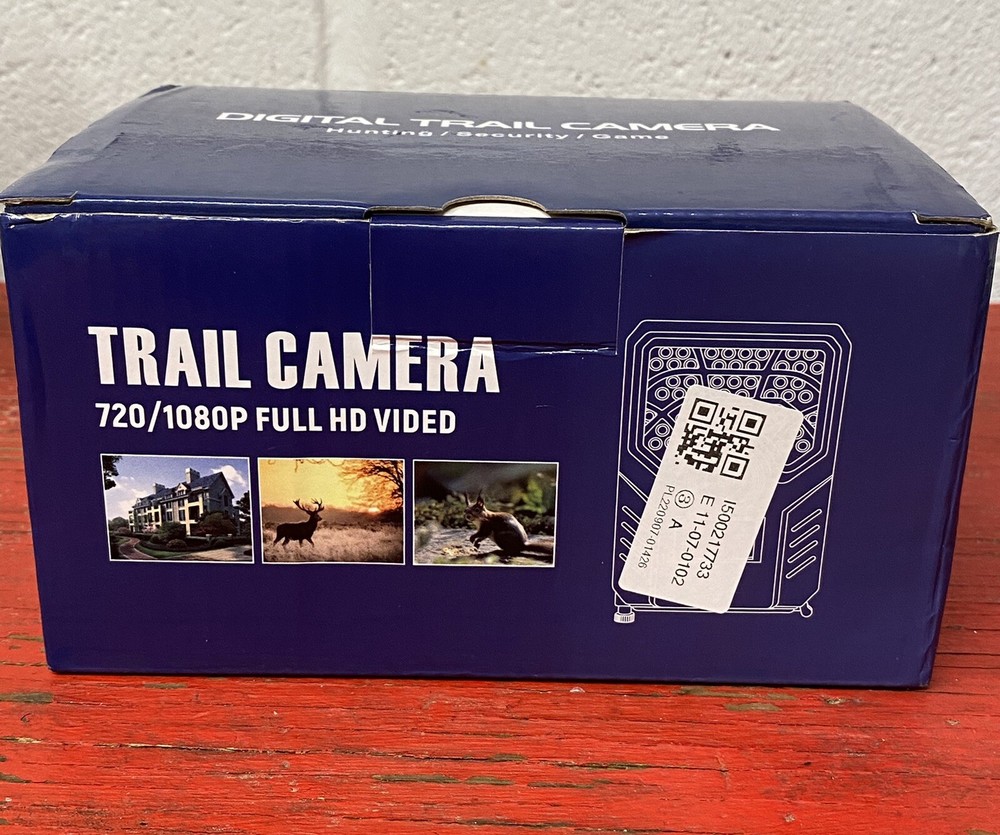 DIGITAL TRAIL CAMERA
Hunting / Security / Game
TRAIL CAMERA
720/1080P FULL HD VIDED
I500217733
E 11-07-0102
③ A
PL220907-01426